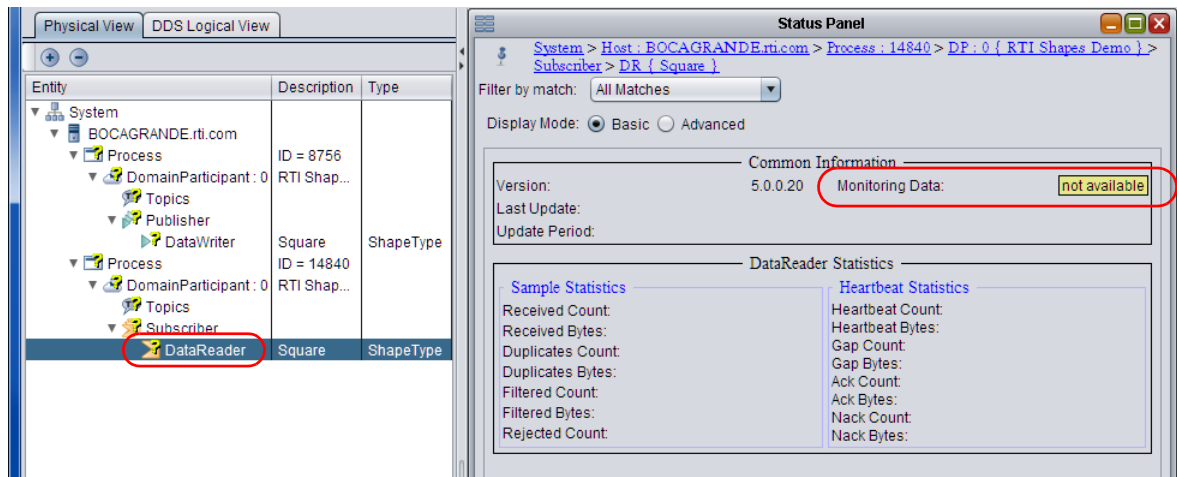 Physical View DDS Logical View
Entity Description Type
System
BOCAGRANDE.rti.com
Process ID = 8756
DomainParticipant : 0 RTI Shap...
Topics
Publisher
DataWriter Square ShapeType
Process ID = 14840
DomainParticipant : 0 RTI Shap...
Topics
Subscriber
DataReader Square ShapeType
Status Panel
System > Host : BOCAGRANDE.rti.com > Process : 14840 > DP : 0 { RTI Shapes Demo } >
Subscriber > DR { Square }
Filter by match: All Matches
Display Mode: Basic Advanced
Common Information
Version: 5.0.0.20 Monitoring Data: not available
Last Update:
Update Period:
DataReader Statistics
Sample Statistics
Received Count:
Received Bytes:
Duplicates Count:
Duplicates Bytes:
Filtered Count:
Filtered Bytes:
Rejected Count:
Heartbeat Statistics
Heartbeat Count:
Heartbeat Bytes:
Gap Count:
Gap Bytes:
Ack Count:
Ack Bytes:
Nack Count:
Nack Bytes: